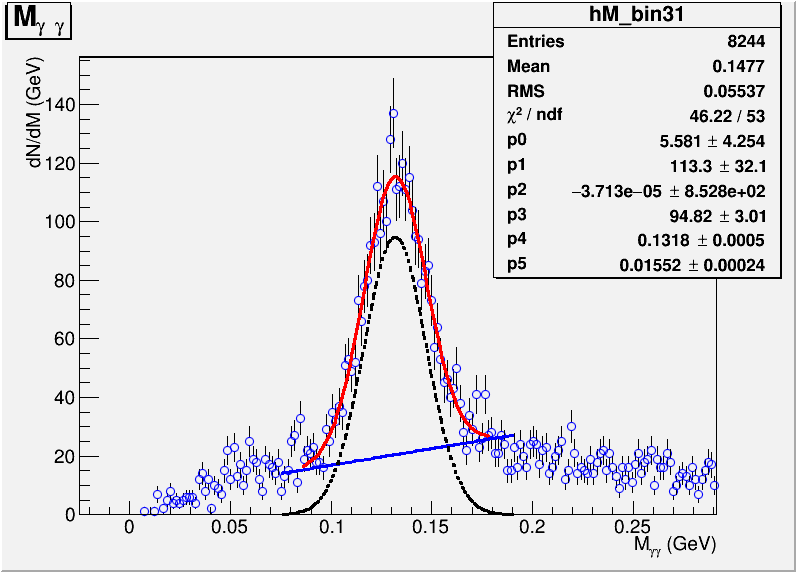 M γ γ
hM_bin31
Entries 8244
Mean 0.1477
RMS 0.05537
χ² / ndf 46.22 / 53
p0 5.581 ± 4.254
p1 113.3 ± 32.1
p2 −3.713e−05 ± 8.528e+02
p3 94.82 ± 3.01
p4 0.1318 ± 0.0005
p5 0.01552 ± 0.00024
dN/dM (GeV)
140
120
100
80
60
40
20
0
0 0.05 0.1 0.15 0.2 0.25
Mγγ (GeV)